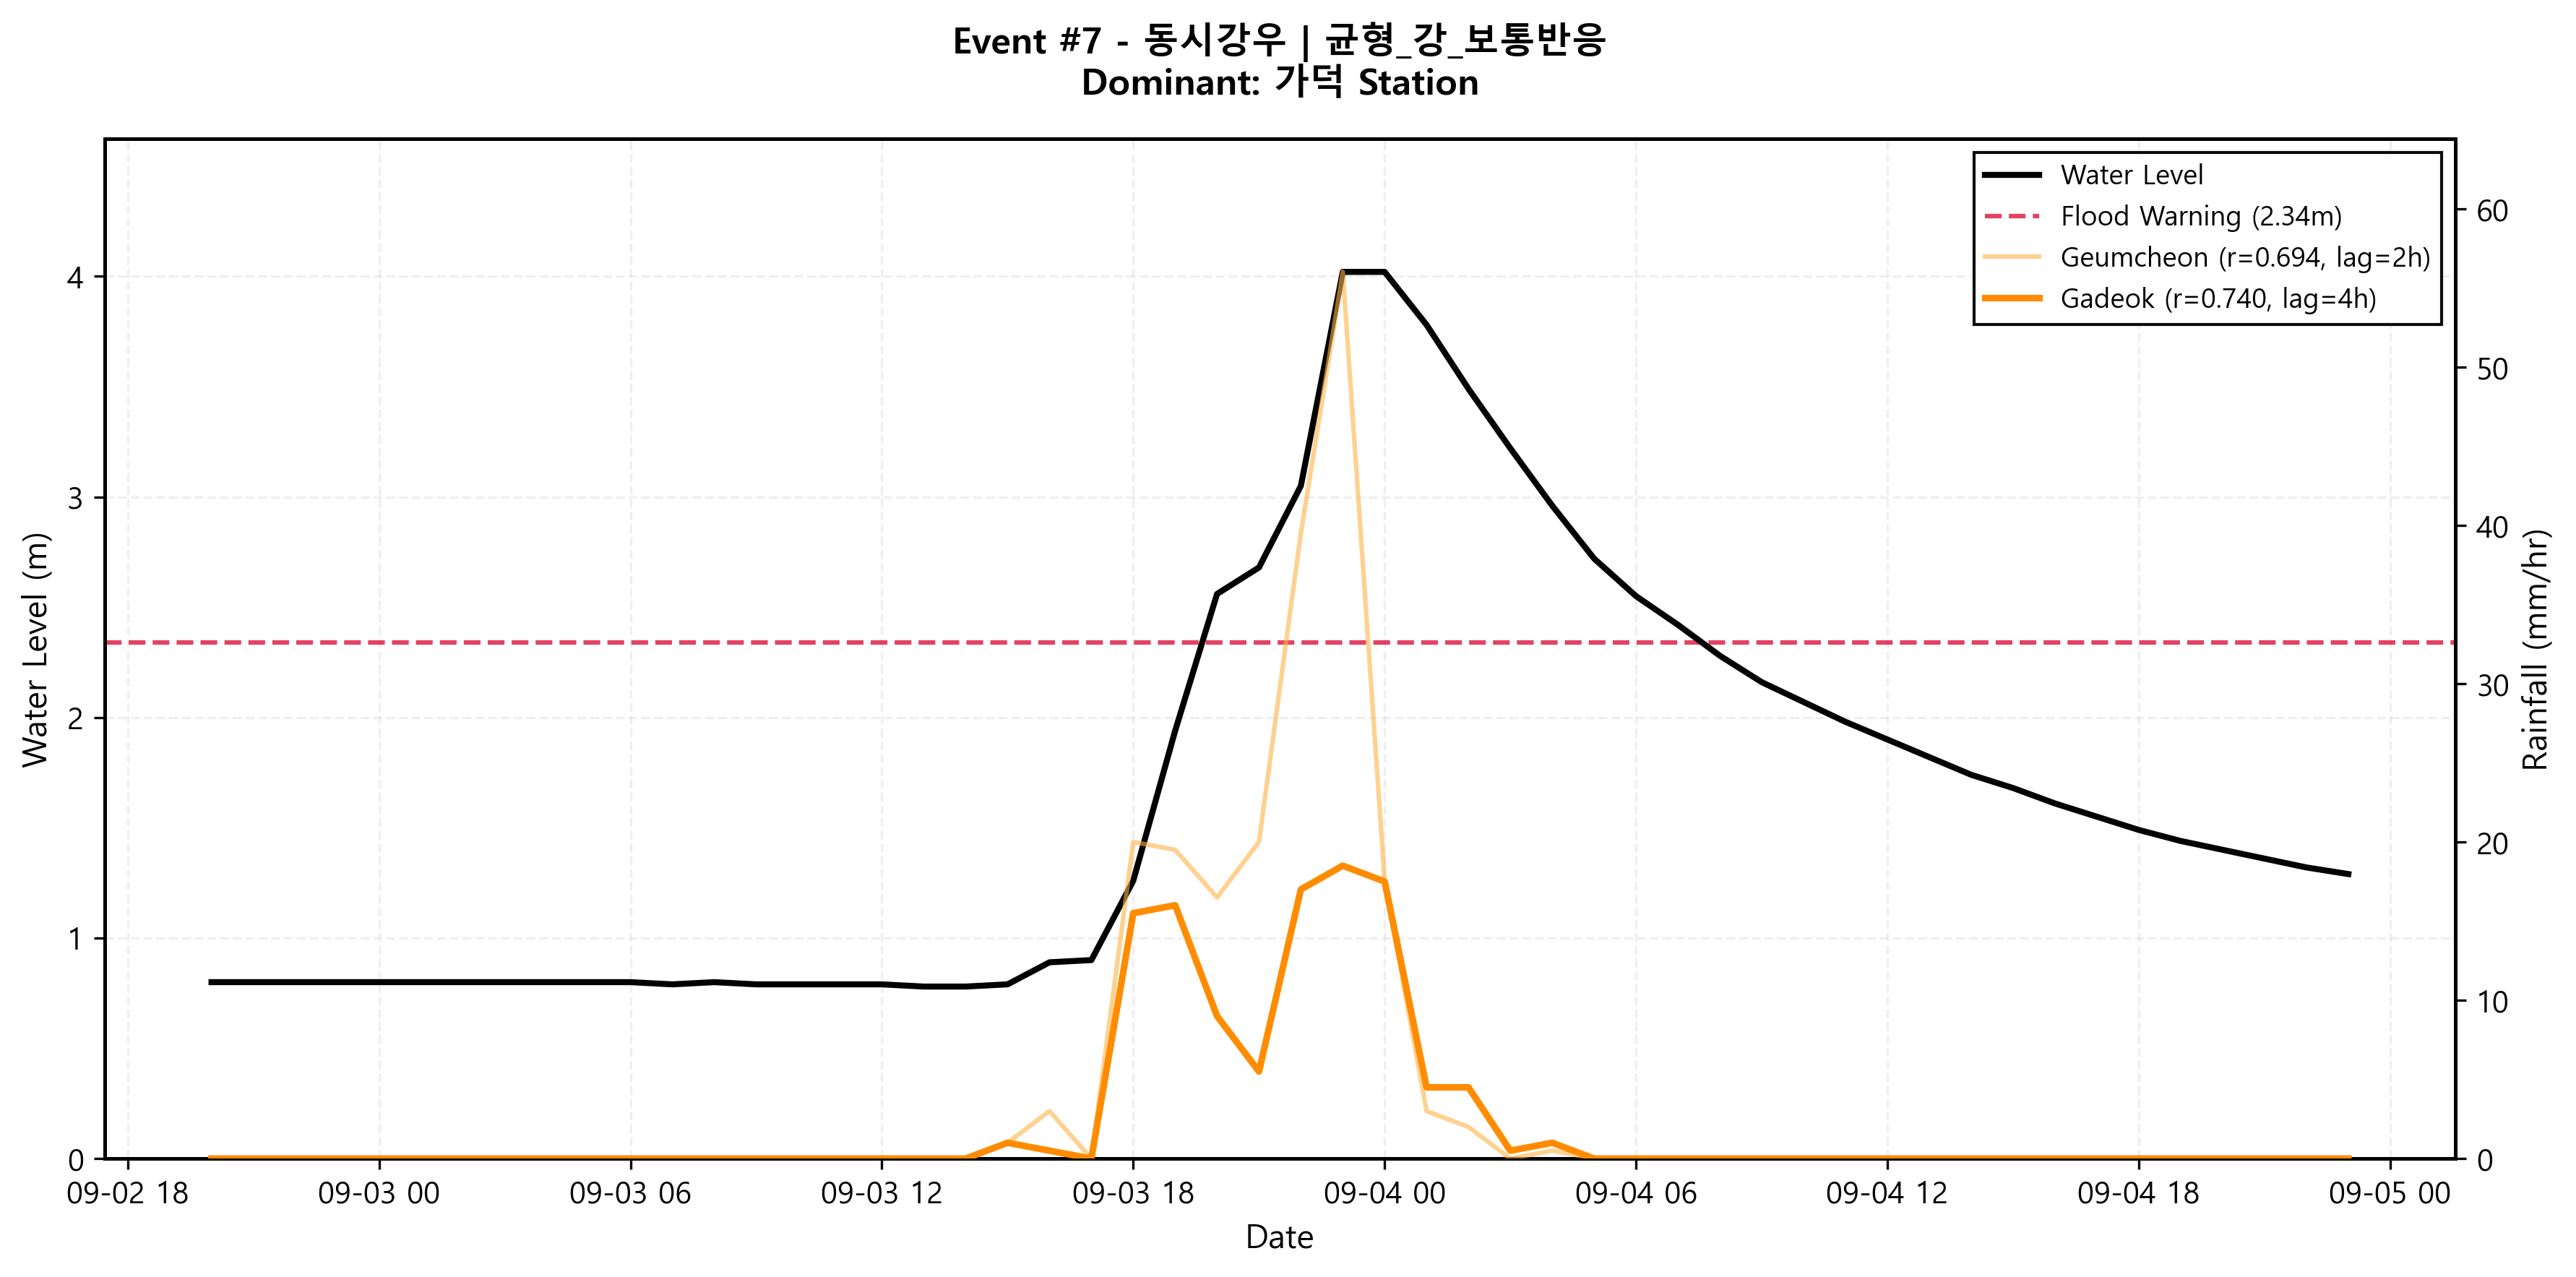 Event #7 - 동시강우 | 균형_강_보통반응
Dominant: 가덕 Station
Water Level
Flood Warning (2.34m)
Geumcheon (r=0.694, lag=2h)
Gadeok (r=0.740, lag=4h)
Water Level (m)
4
3
2
1
0
Rainfall (mm/hr)
60
50
40
30
20
10
0
09-02 18
09-03 00
09-03 06
09-03 12
09-03 18
09-04 00
09-04 06
09-04 12
09-04 18
09-05 00
Date